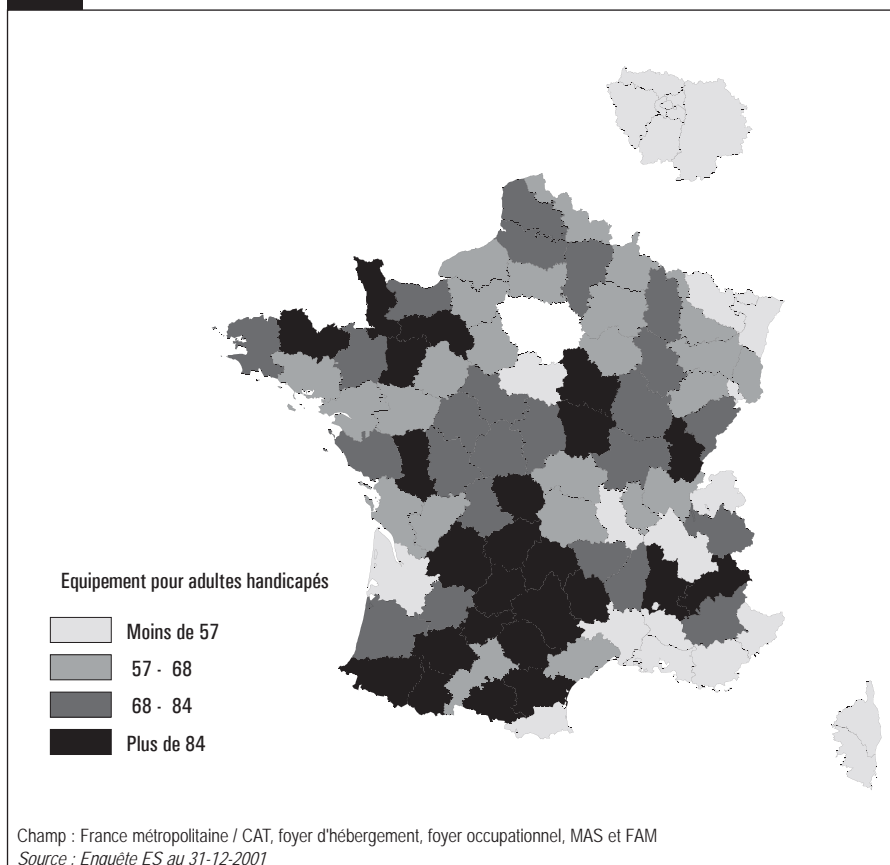 Equipement pour adultes handicapés
Moins de 57
57 - 68
68 - 84
Plus de 84
Champ : France métropolitaine / CAT, foyer d'hébergement, foyer occupationnel, MAS et FAM
Source : Enquête ES au 31-12-2001